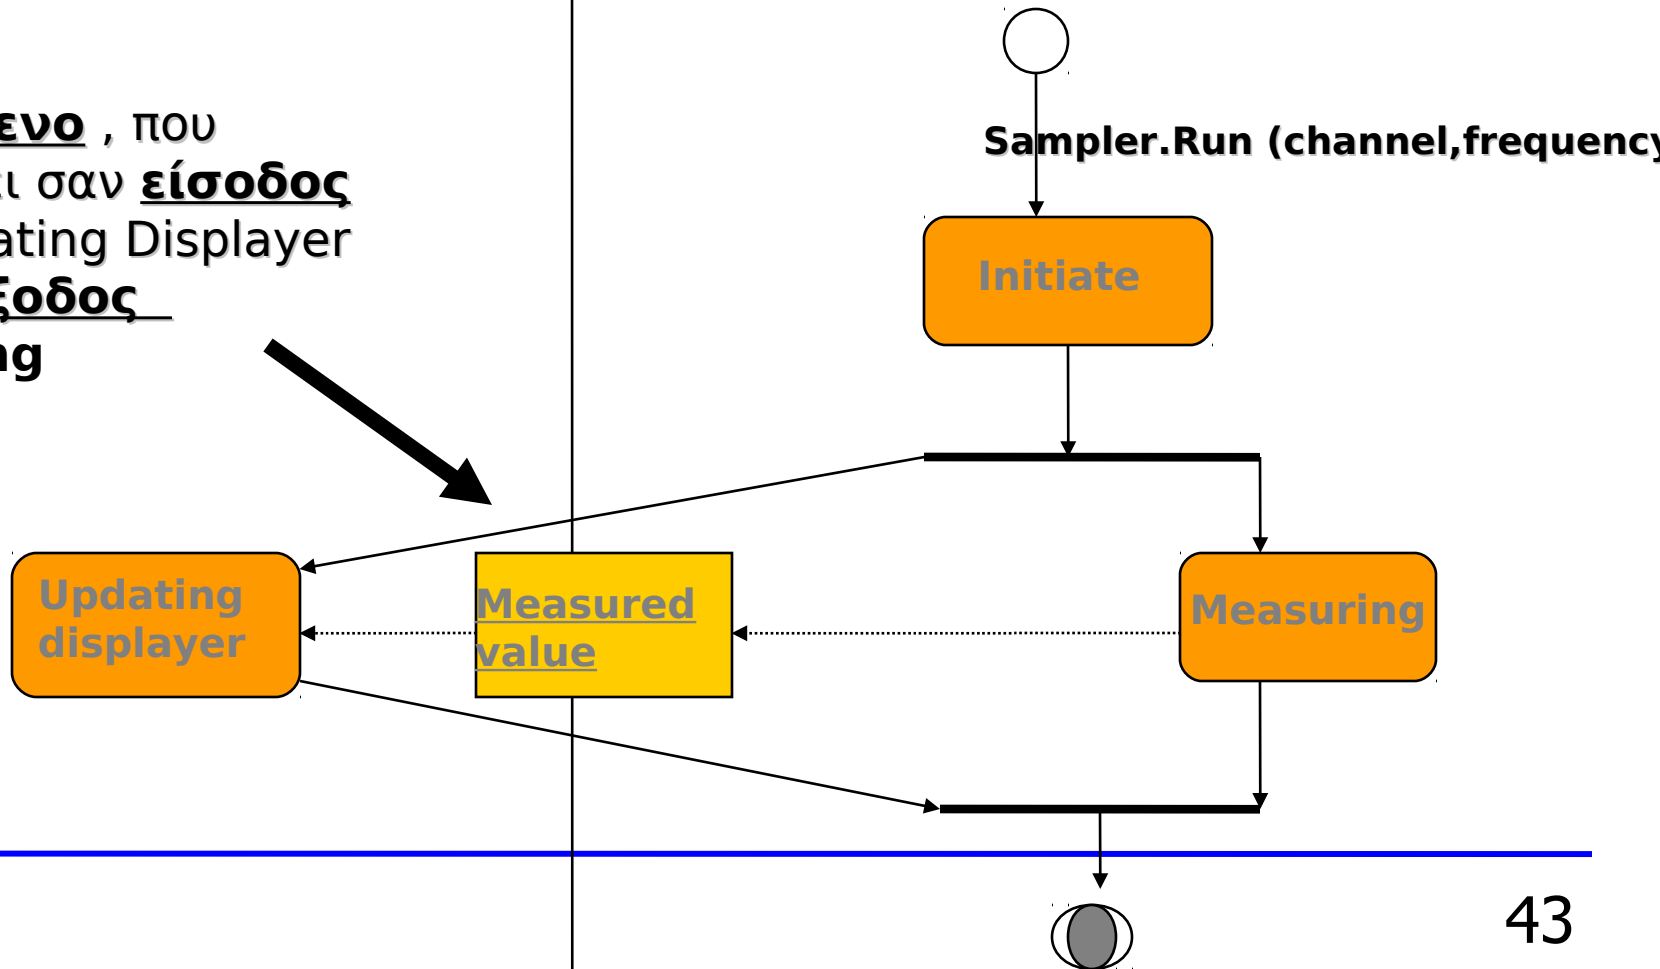 ενο , που
ι σαν είσοδος
ating Displayer
ξοδος
ng
Sampler.Run (channel,frequency
Initiate
Updating
displayer
Measured
value
Measuring
43